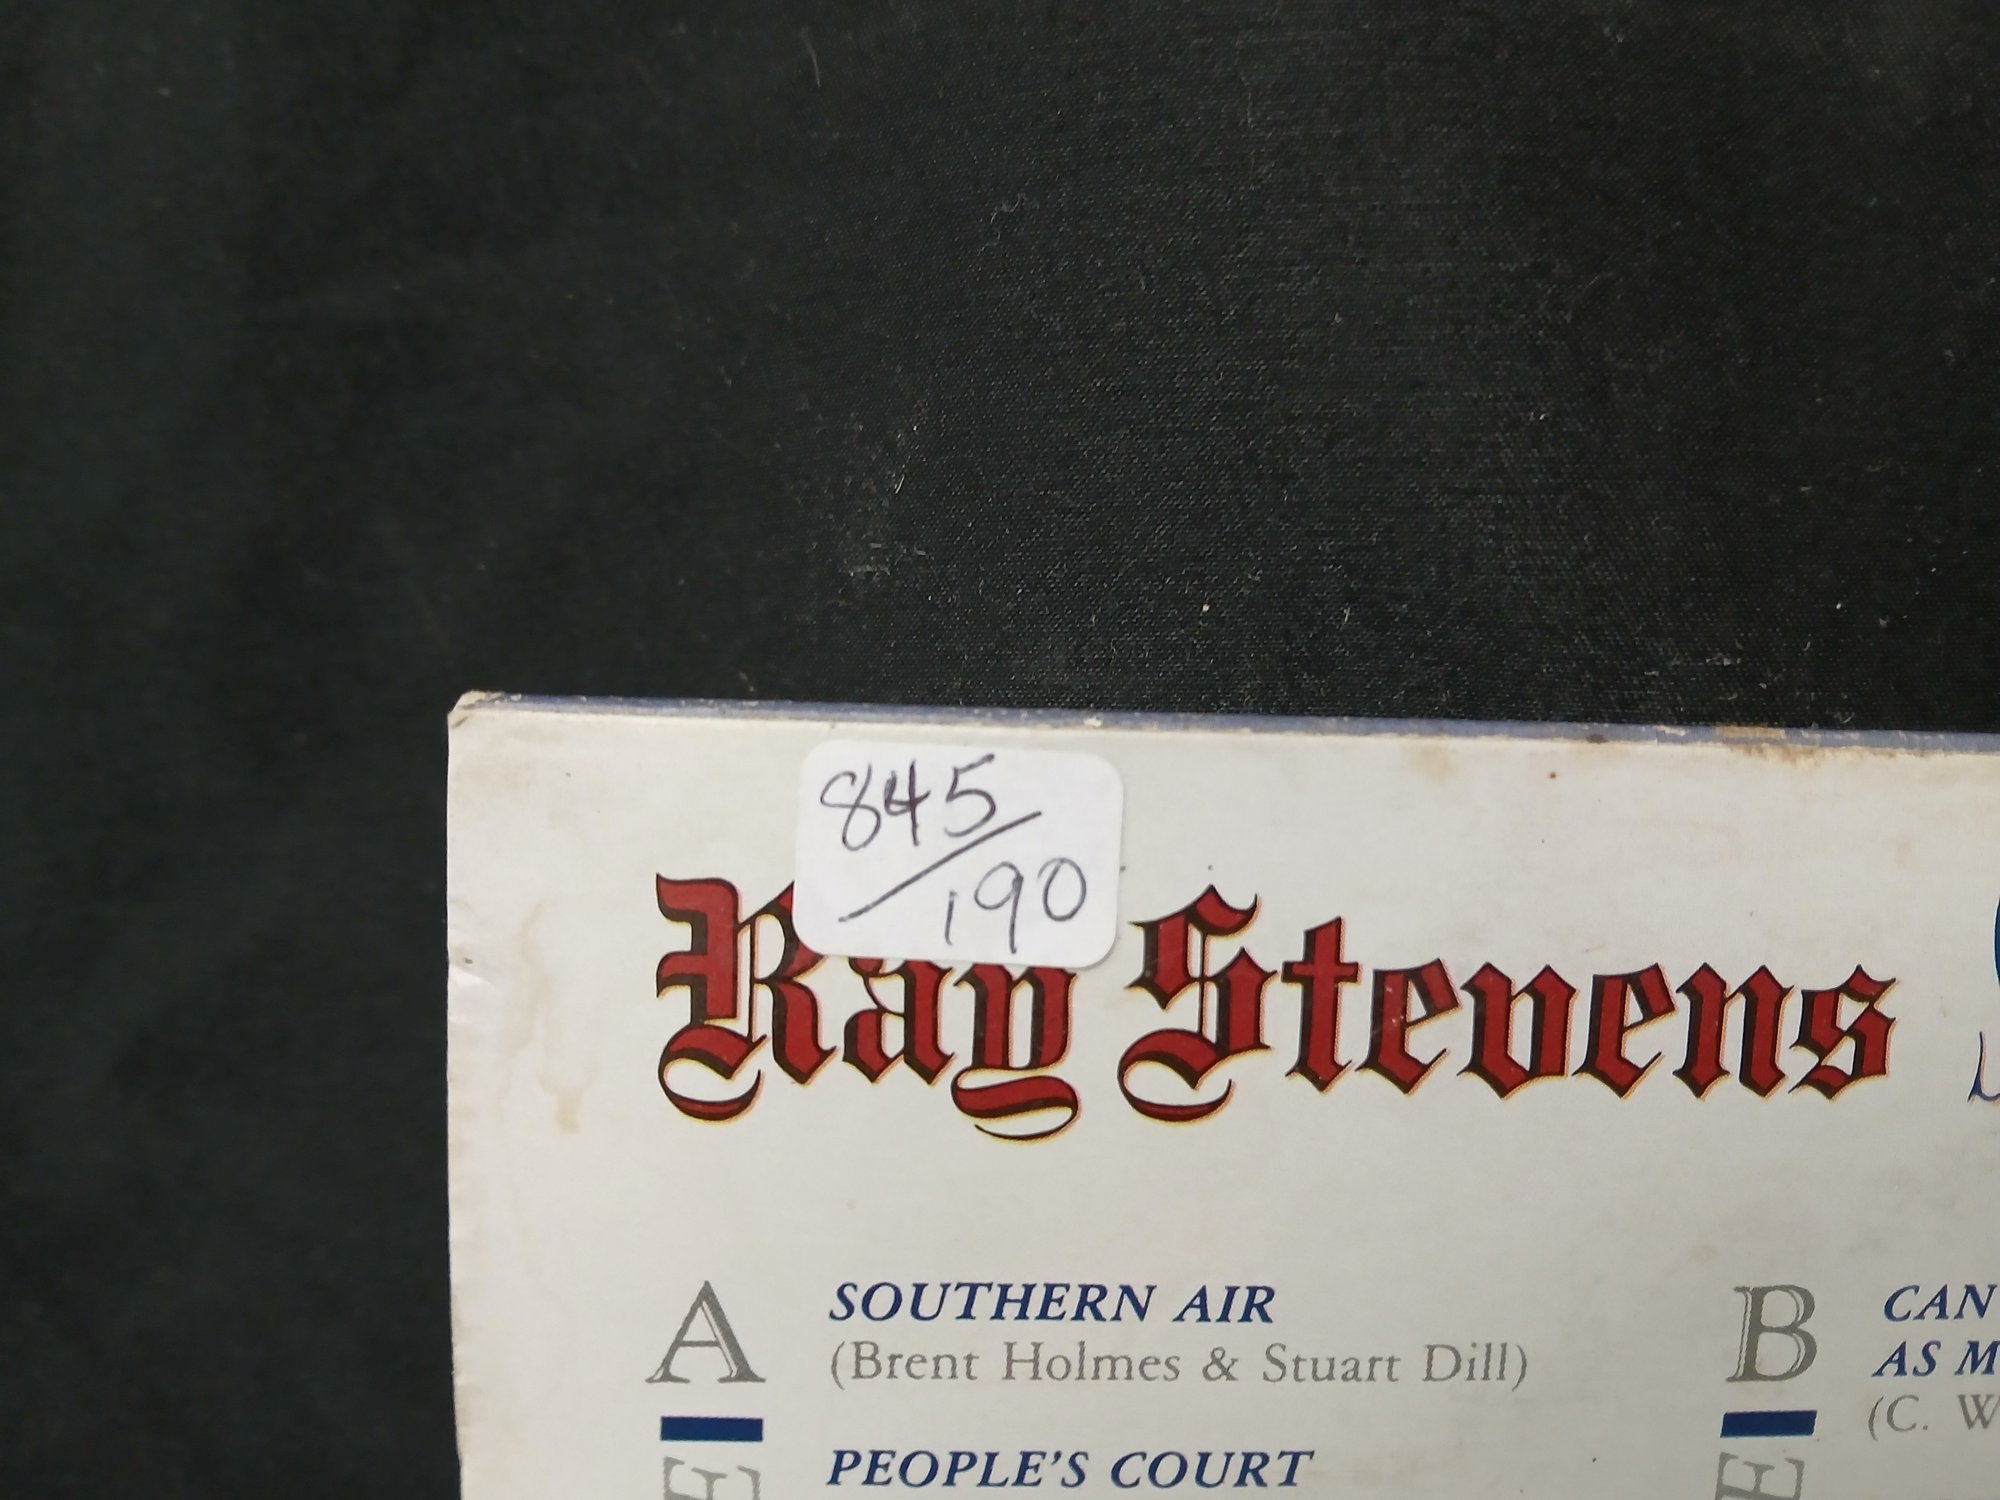 845/190
Ray Stevens
A
SOUTHERN AIR
(Brent Holmes & Stuart Dill)
PEOPLE'S COURT
E
B
CAN
AS M
(C. W
E